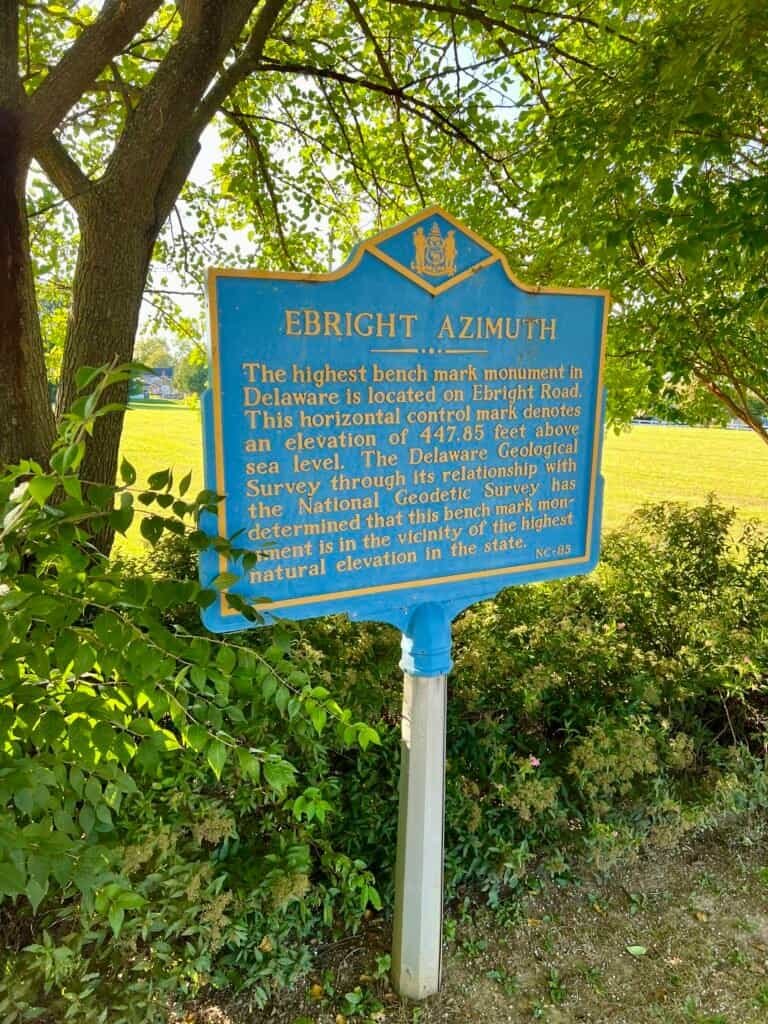 EBRIGHT AZIMUTH
The highest bench mark monument in
Delaware is located on Ebright Road.
This horizontal control mark denotes
an elevation of 447.85 feet above
sea level. The Delaware Geological
Survey through its relationship with
the National Geodetic Survey has
determined that this bench mark mon-
ument is in the vicinity of the highest
natural elevation in the state.
NC-85